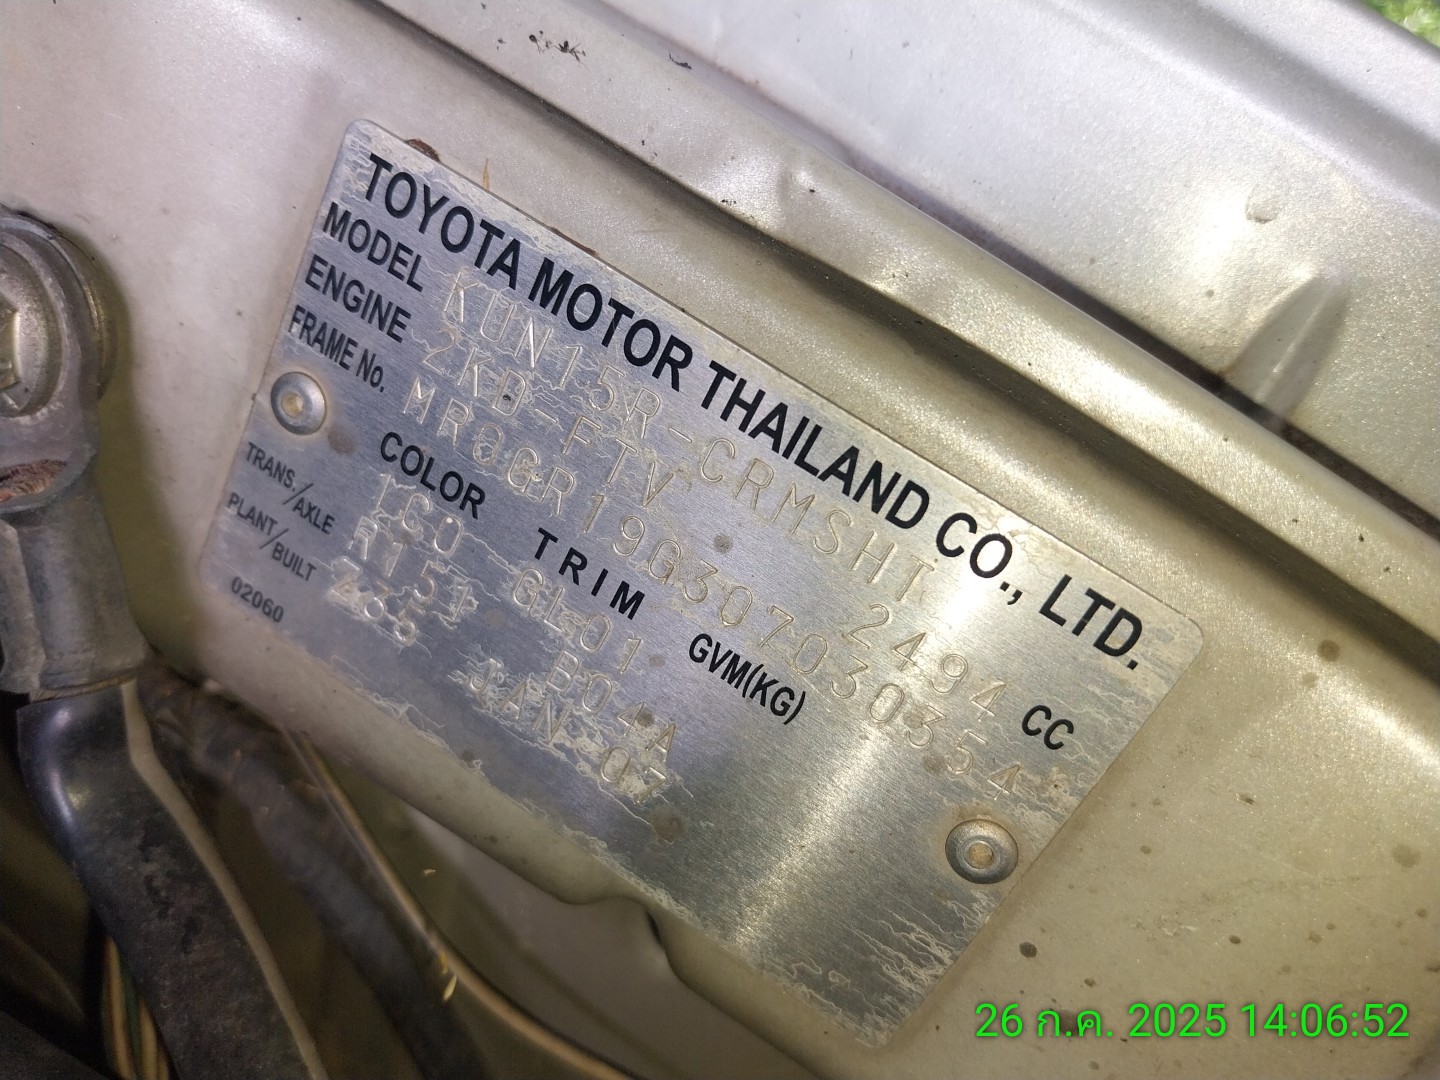 TOYOTA MOTOR THAILAND CO., LTD.
MODEL KUN15R-CRMSHT
ENGINE 2KD-FTV 2494 CC
FRAME No. MR0GR19G307030354
COLOR TRIM GVM(KG)
1C0 GL01
TRANS./AXLE R151 B04A
PLANT/BUILT 435 JAN-07
02060
26 ก.ค. 2025 14:06:52